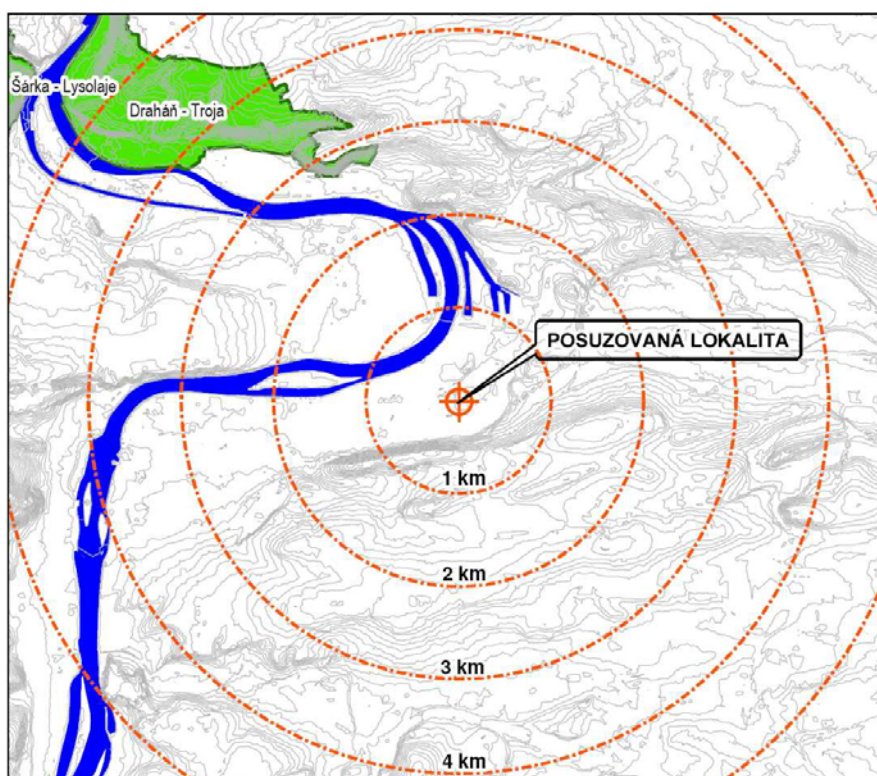 Šárka - Lysolaje
Draháň - Troja
POSUZOVANÁ LOKALITA
1 km
2 km
3 km
4 km